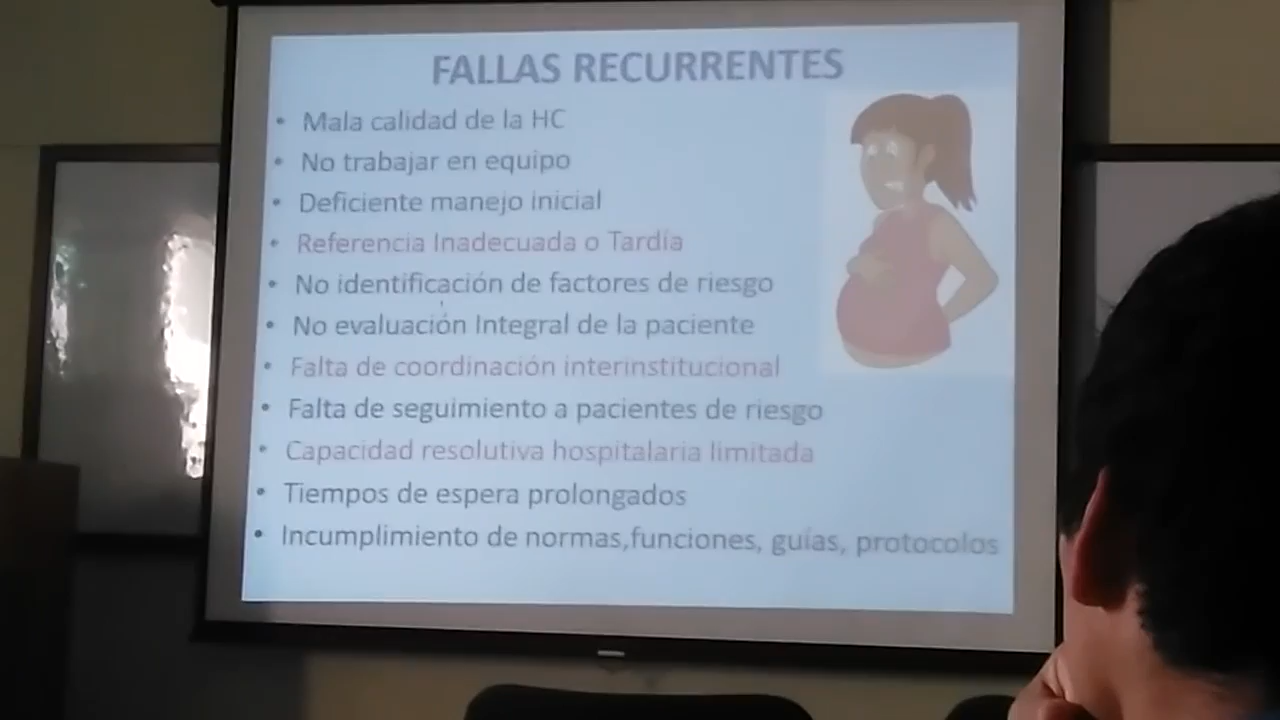 FALLAS RECURRENTES
• Mala calidad de la HC
• No trabajar en equipo
• Deficiente manejo inicial
• Referencia Inadecuada o Tardía
• No identificación de factores de riesgo
• No evaluación Integral de la paciente
• Falta de coordinación interinstitucional
• Falta de seguimiento a pacientes de riesgo
• Capacidad resolutiva hospitalaria limitada
• Tiempos de espera prolongados
• Incumplimiento de normas,funciones, guías, protocolos